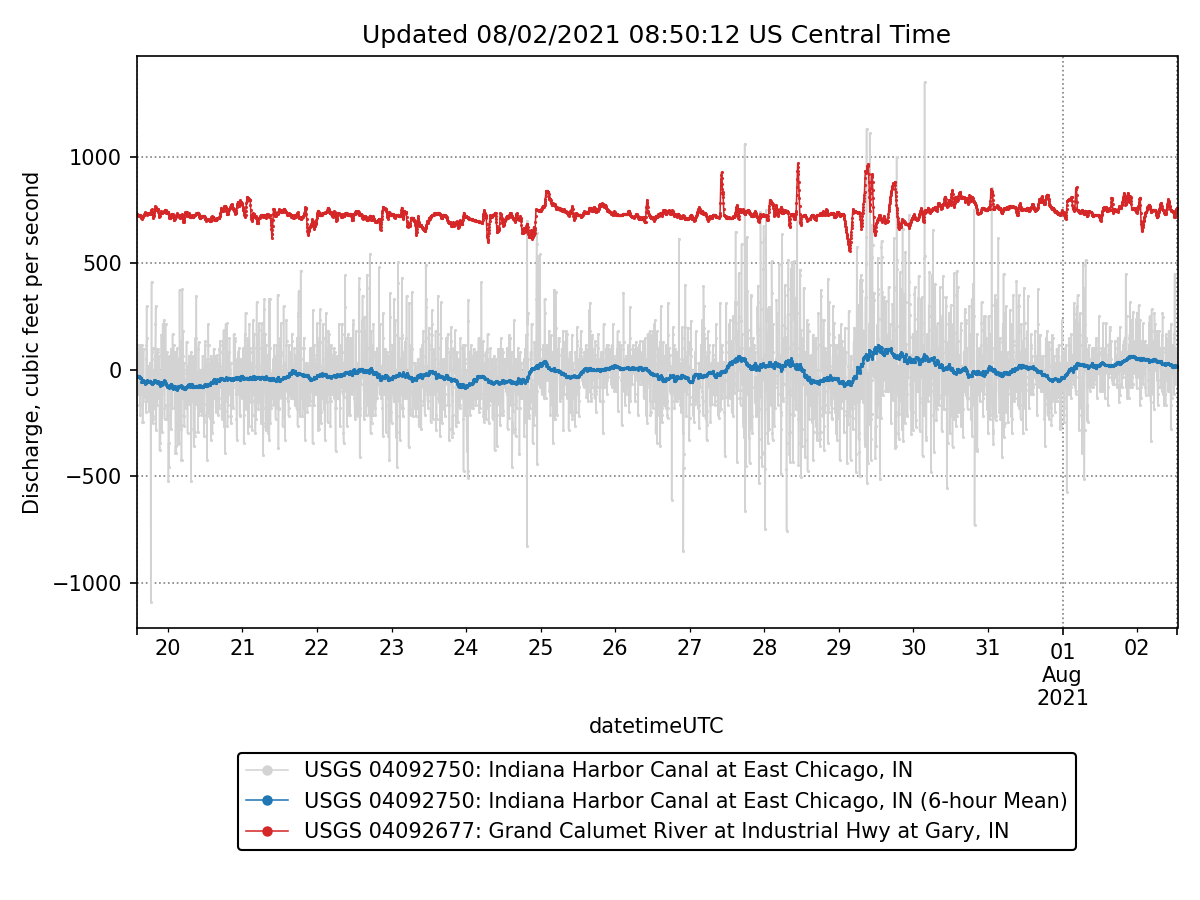 Updated 08/02/2021 08:50:12 US Central Time
Discharge, cubic feet per second
1000
500
0
−500
−1000
20 21 22 23 24 25 26 27 28 29 30 31 01 02
Aug
2021
datetimeUTC
USGS 04092750: Indiana Harbor Canal at East Chicago, IN
USGS 04092750: Indiana Harbor Canal at East Chicago, IN (6-hour Mean)
USGS 04092677: Grand Calumet River at Industrial Hwy at Gary, IN